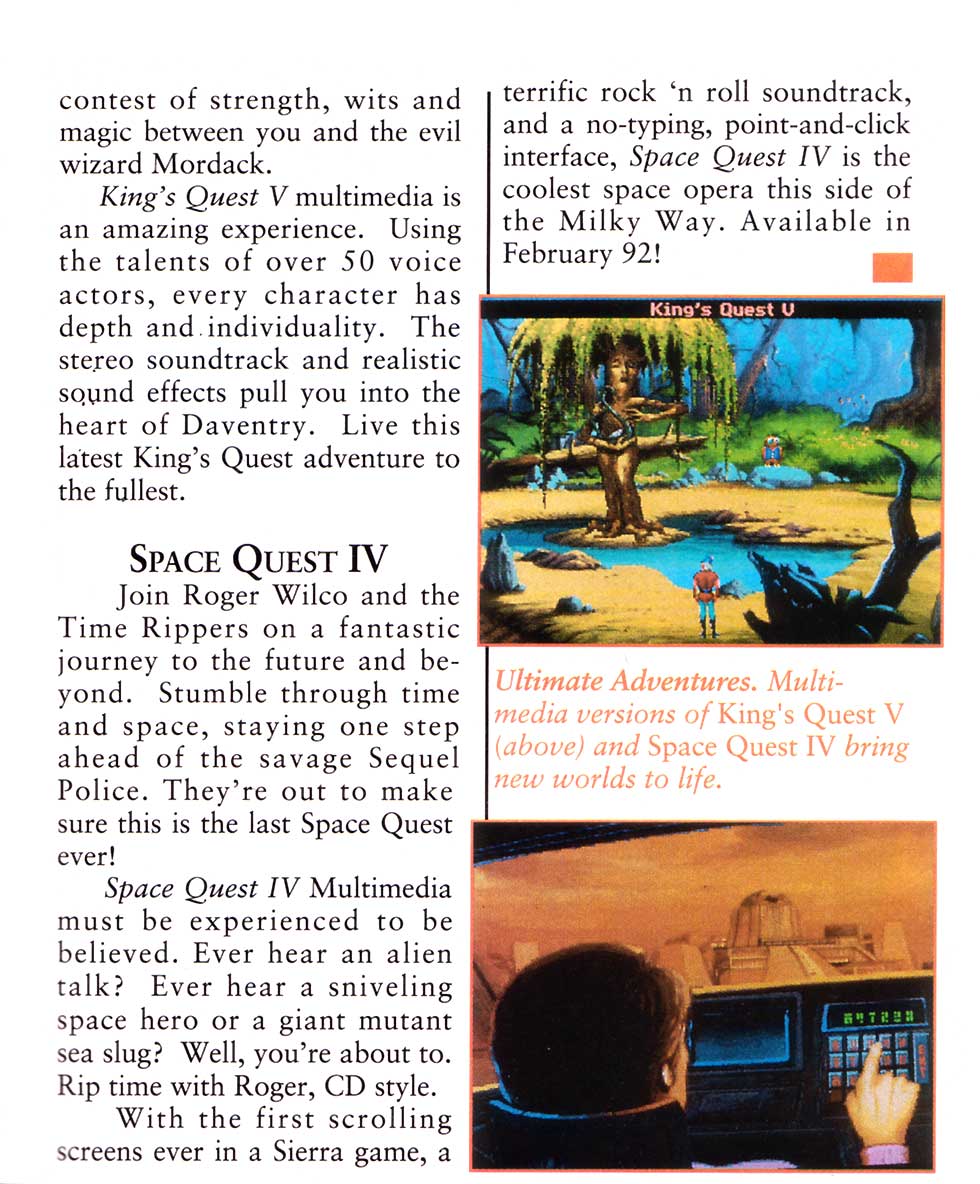 contest of strength, wits and
magic between you and the evil
wizard Mordack.
King's Quest V multimedia is
an amazing experience. Using
the talents of over 50 voice
actors, every character has
depth and individuality. The
stereo soundtrack and realistic
sound effects pull you into the
heart of Daventry. Live this
latest King's Quest adventure to
the fullest.
SPACE QUEST IV
Join Roger Wilco and the
Time Rippers on a fantastic
journey to the future and be-
yond. Stumble through time
and space, staying one step
ahead of the savage Sequel
Police. They're out to make
sure this is the last Space Quest
ever!
Space Quest IV Multimedia
must be experienced to be
believed. Ever hear an alien
talk? Ever hear a sniveling
space hero or a giant mutant
sea slug? Well, you're about to.
Rip time with Roger, CD style.
With the first scrolling
screens ever in a Sierra game, a
terrific rock 'n roll soundtrack,
and a no-typing, point-and-click
interface, Space Quest IV is the
coolest space opera this side of
the Milky Way. Available in
February 92!
King's Quest V
Ultimate Adventures. Multi-
media versions of King's Quest V
(above) and Space Quest IV bring
new worlds to life.